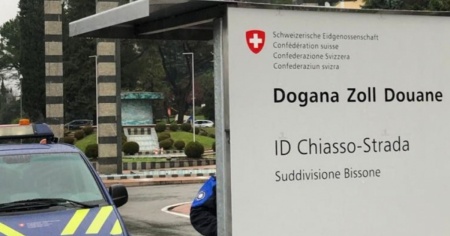 Schweizerische Eidgenossenschaft
Confédération suisse
Confederazione Svizzera
Confederaziun svizra
Dogana Zoll Douane
ID Chiasso-Strada
Suddivisione Bissone